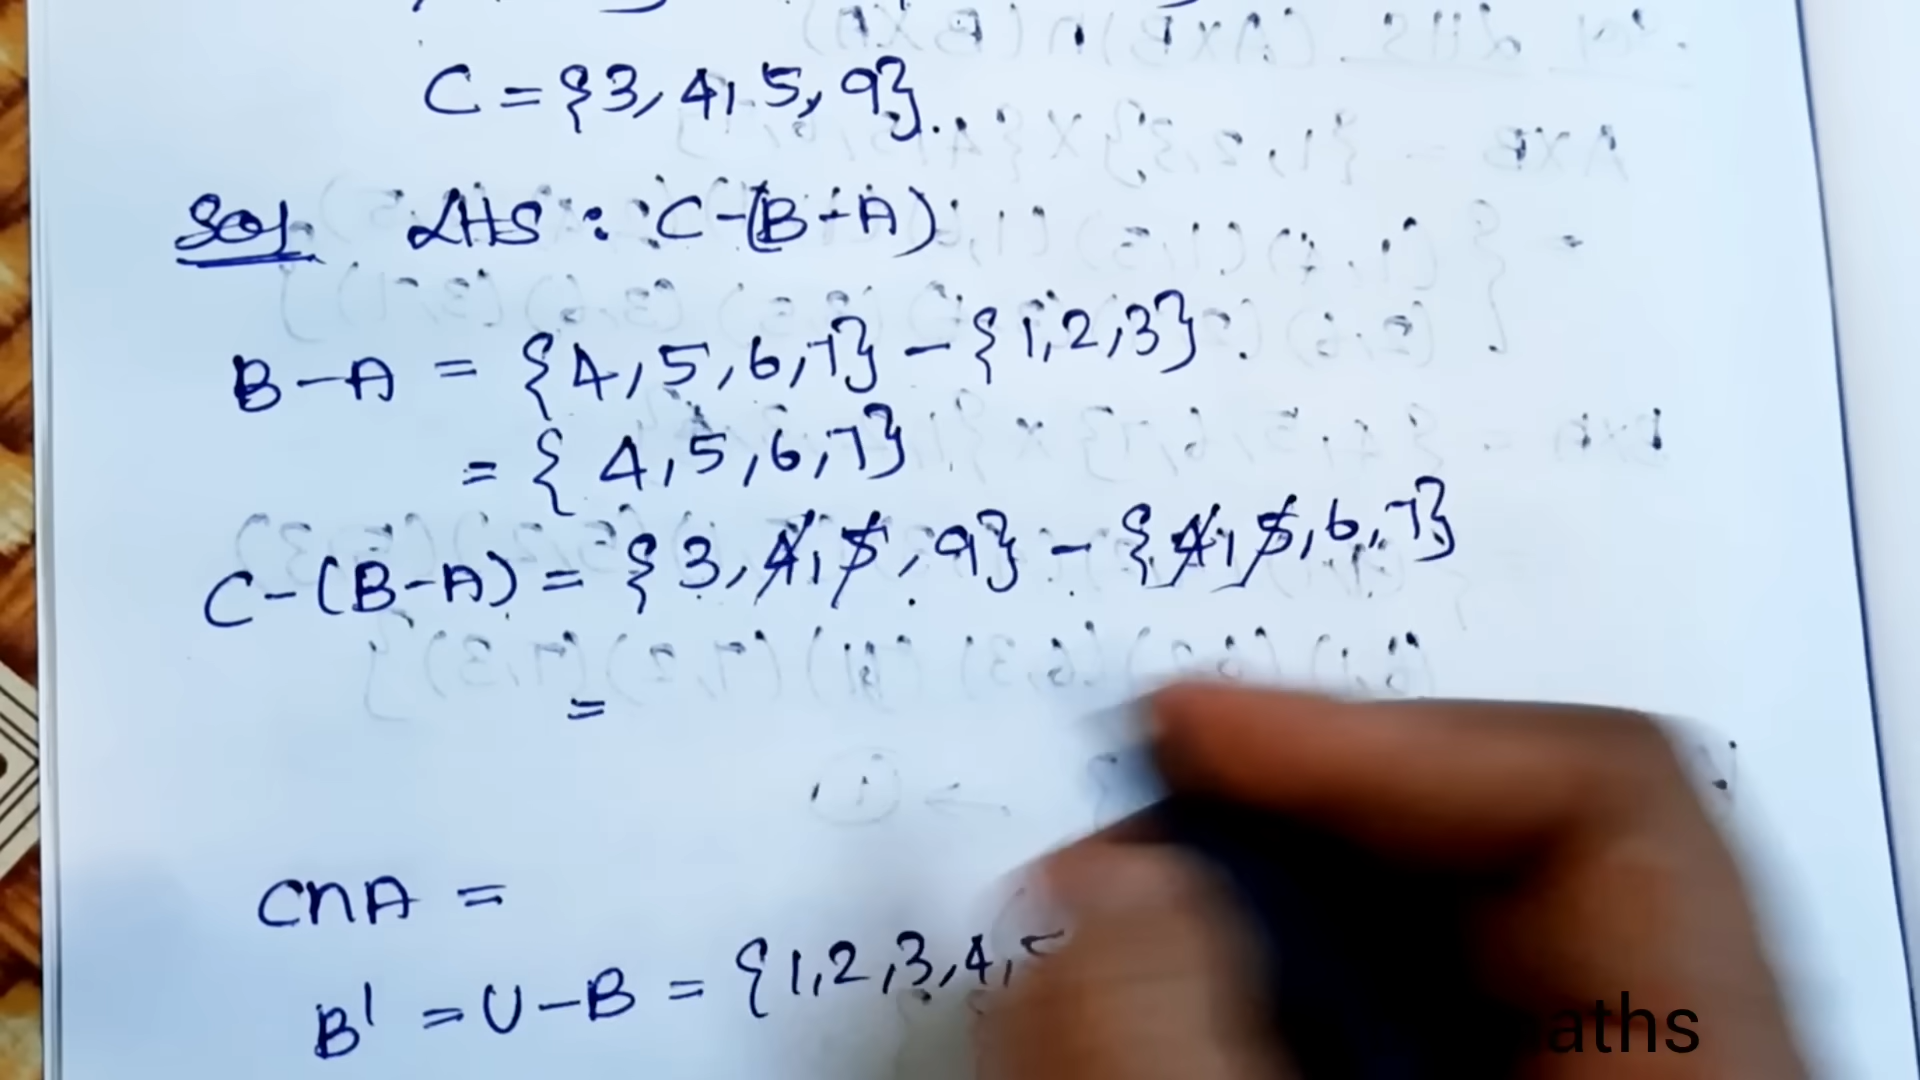 C = {3, 4, 5, 9}.
Sol LHS : C-(B-A)
B-A = {4,5,6,7} - {1,2,3}
= {4,5,6,7}
C-(B-A) = {3,4,5,9} - {4,5,6,7}
=
C∩A =
B' = U-B = {1,2,3,4,5
aths